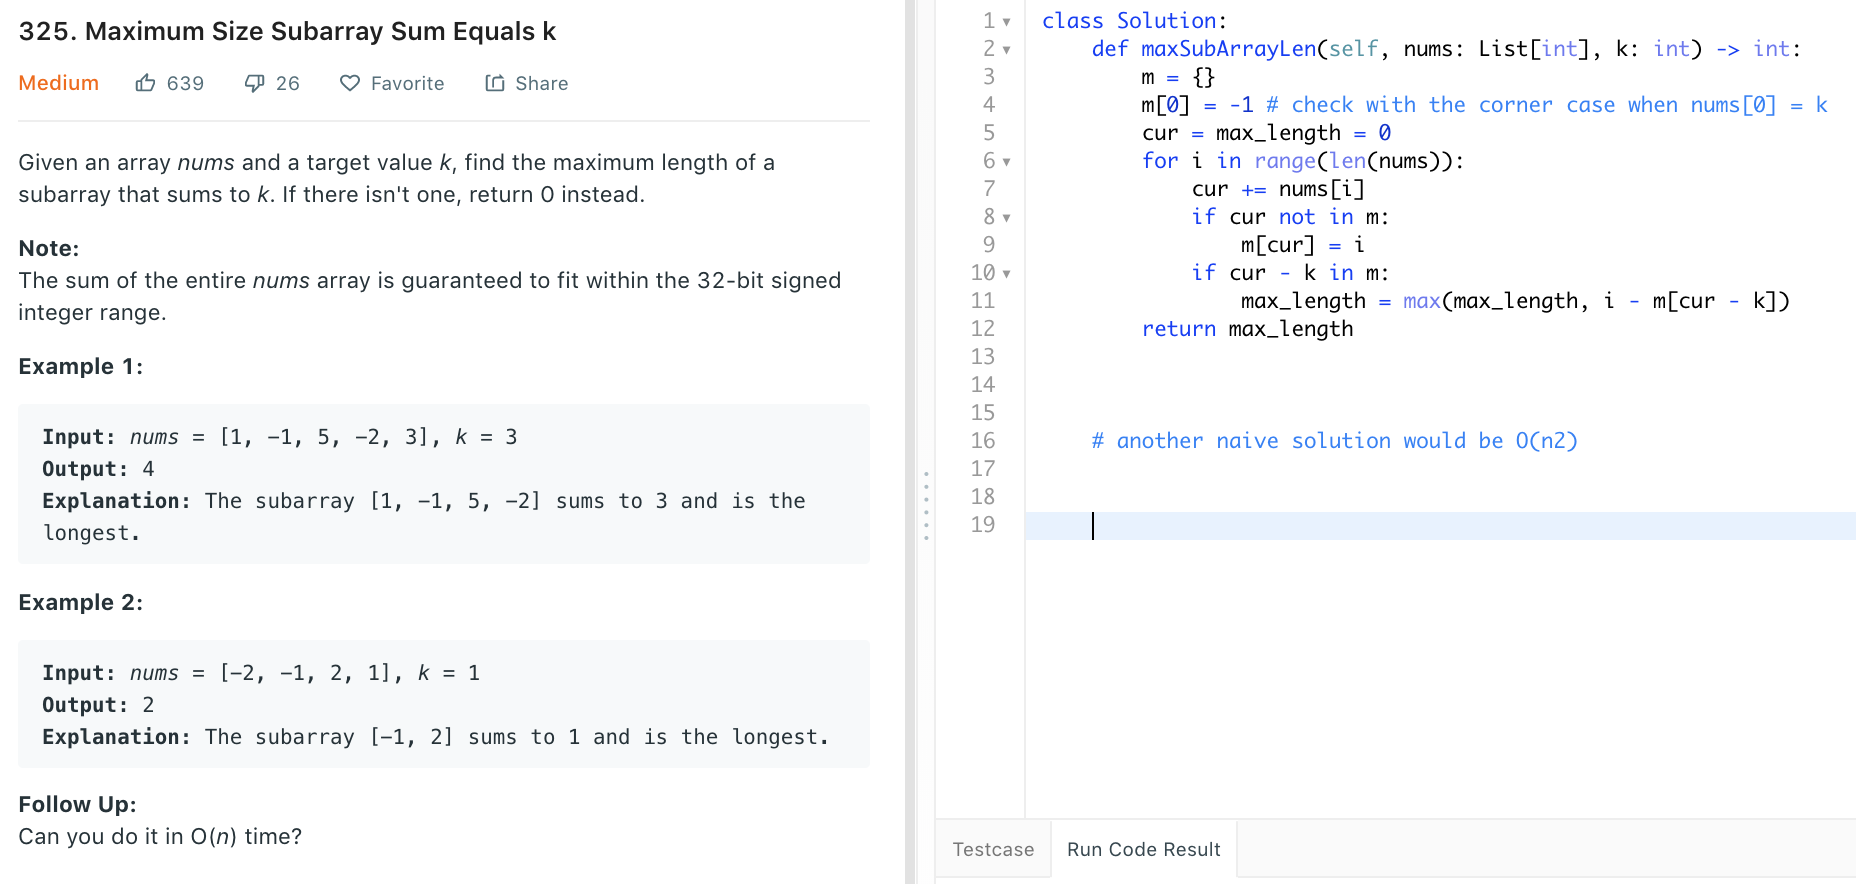 325. Maximum Size Subarray Sum Equals k
Medium 639 26 Favorite Share
Given an array nums and a target value k, find the maximum length of a
subarray that sums to k. If there isn't one, return 0 instead.
Note:
The sum of the entire nums array is guaranteed to fit within the 32-bit signed
integer range.
Example 1:
Input: nums = [1, −1, 5, −2, 3], k = 3
Output: 4
Explanation: The subarray [1, −1, 5, −2] sums to 3 and is the
longest.
Example 2:
Input: nums = [−2, −1, 2, 1], k = 1
Output: 2
Explanation: The subarray [−1, 2] sums to 1 and is the longest.
Follow Up:
Can you do it in O(n) time?
1 class Solution:
2     def maxSubArrayLen(self, nums: List[int], k: int) -> int:
3         m = {}
4         m[0] = -1 # check with the corner case when nums[0] = k
5         cur = max_length = 0
6         for i in range(len(nums)):
7             cur += nums[i]
8             if cur not in m:
9                 m[cur] = i
10             if cur - k in m:
11                 max_length = max(max_length, i - m[cur - k])
12         return max_length
13
14
15
16     # another naive solution would be O(n2)
17
18
19
Testcase Run Code Result